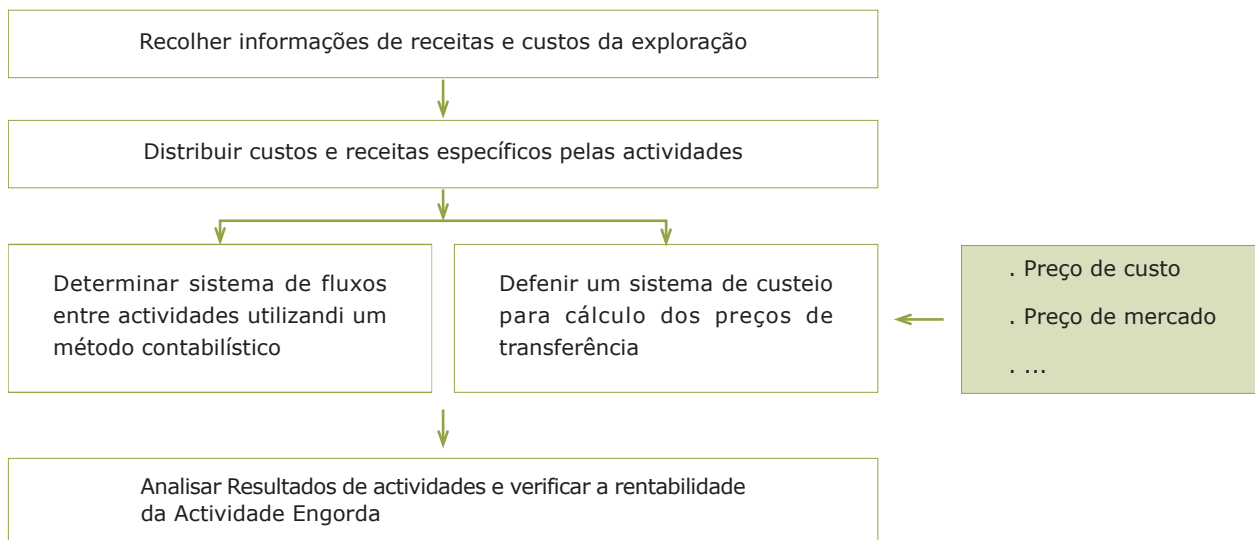 Recolher informações de receitas e custos da exploração
Distribuir custos e receitas específicos pelas actividades
Determinar sistema de fluxos
entre actividades utilizandi um
método contabilístico
Defenir um sistema de custeio
para cálculo dos preços de
transferência
. Preço de custo
. Preço de mercado
. ...
Analisar Resultados de actividades e verificar a rentabilidade
da Actividade Engorda